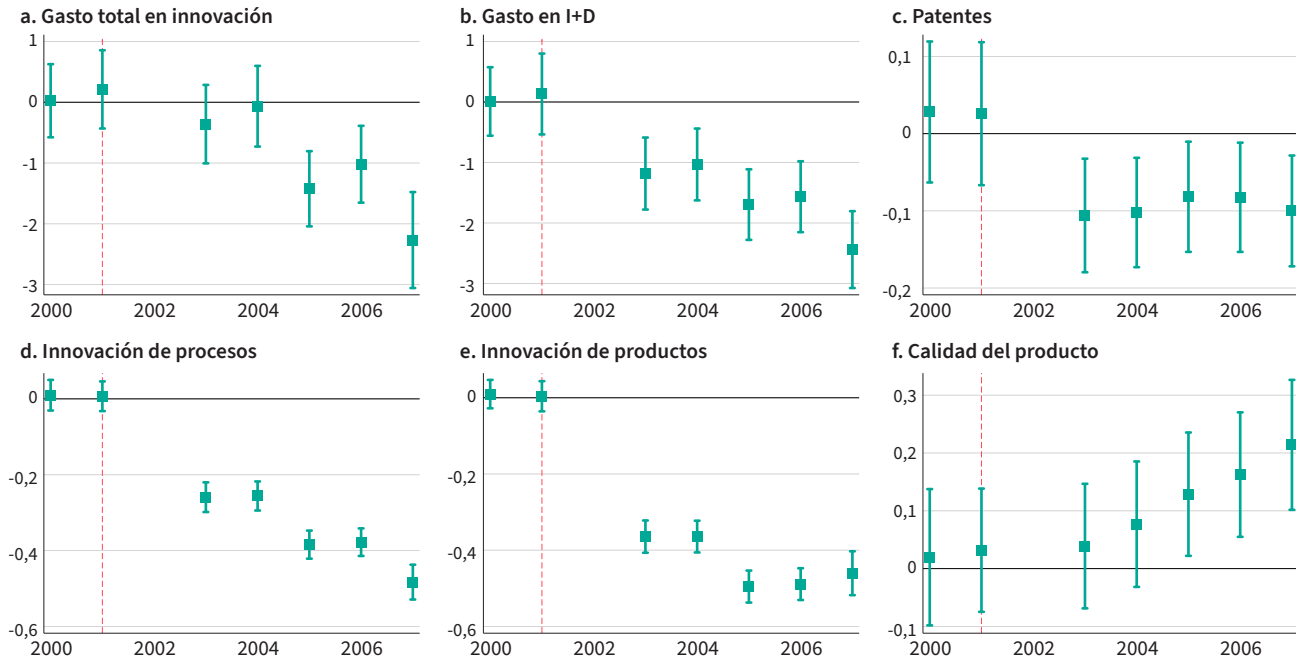 a. Gasto total en innovación
1
0
-1
-2
-3
2000 2002 2004 2006
b. Gasto en I+D
1
0
-1
-2
-3
2000 2002 2004 2006
c. Patentes
0,1
0
-0,1
-0,2
2000 2002 2004 2006
d. Innovación de procesos
0
-0,2
-0,4
-0,6
2000 2002 2004 2006
e. Innovación de productos
0
-0,2
-0,4
-0,6
2000 2002 2004 2006
f. Calidad del producto
0,3
0,2
0,1
0
-0,1
2000 2002 2004 2006